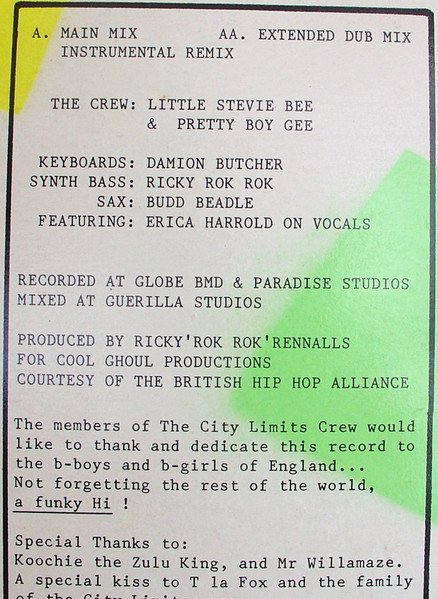 A. MAIN MIX AA. EXTENDED DUB MIX
INSTRUMENTAL REMIX
THE CREW: LITTLE STEVIE BEE
& PRETTY BOY GEE
KEYBOARDS: DAMION BUTCHER
SYNTH BASS: RICKY ROK ROK
SAX: BUDD BEADLE
FEATURING: ERICA HARROLD ON VOCALS
RECORDED AT GLOBE BMD & PARADISE STUDIOS
MIXED AT GUERILLA STUDIOS
PRODUCED BY RICKY'ROK ROK'RENNALLS
FOR COOL GHOUL PRODUCTIONS
COURTESY OF THE BRITISH HIP HOP ALLIANCE
The members of The City Limits Crew would
like to thank and dedicate this record to
the b-boys and b-girls of England...
Not forgetting the rest of the world,
a funky Hi !
Special Thanks to:
Koochie the Zulu King, and Mr Willamaze.
A special kiss to T la Fox and the family
of the City Limits